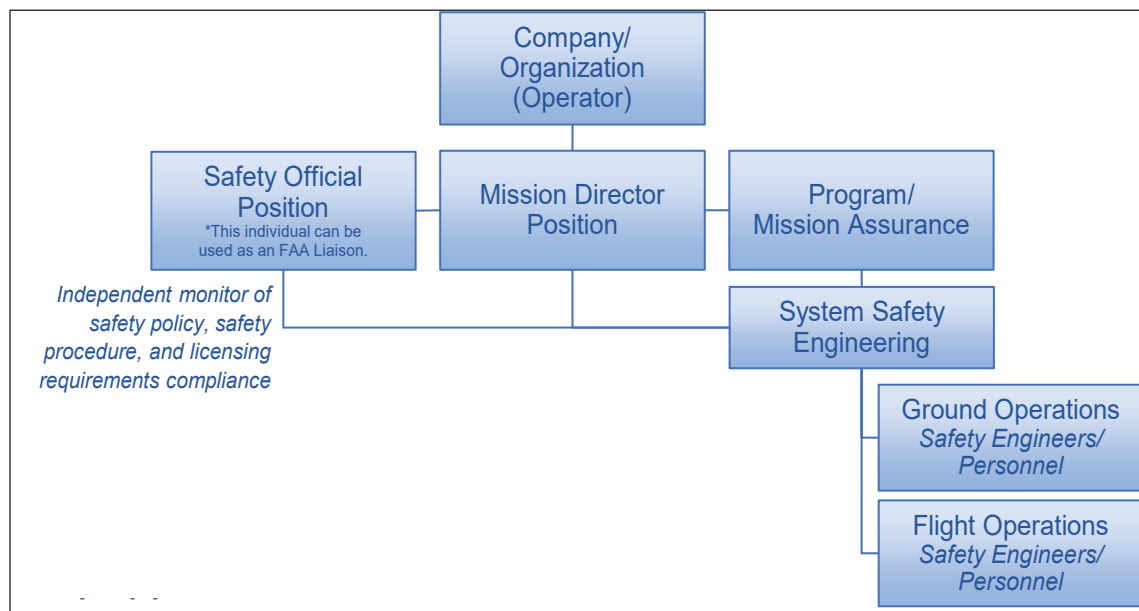 Company/
Organization
(Operator)
Safety Official
Position
*This individual can be
used as an FAA Liaison.
Mission Director
Position
Program/
Mission Assurance
Independent monitor of
safety policy, safety
procedure, and licensing
requirements compliance
System Safety
Engineering
Ground Operations
Safety Engineers/
Personnel
Flight Operations
Safety Engineers/
Personnel